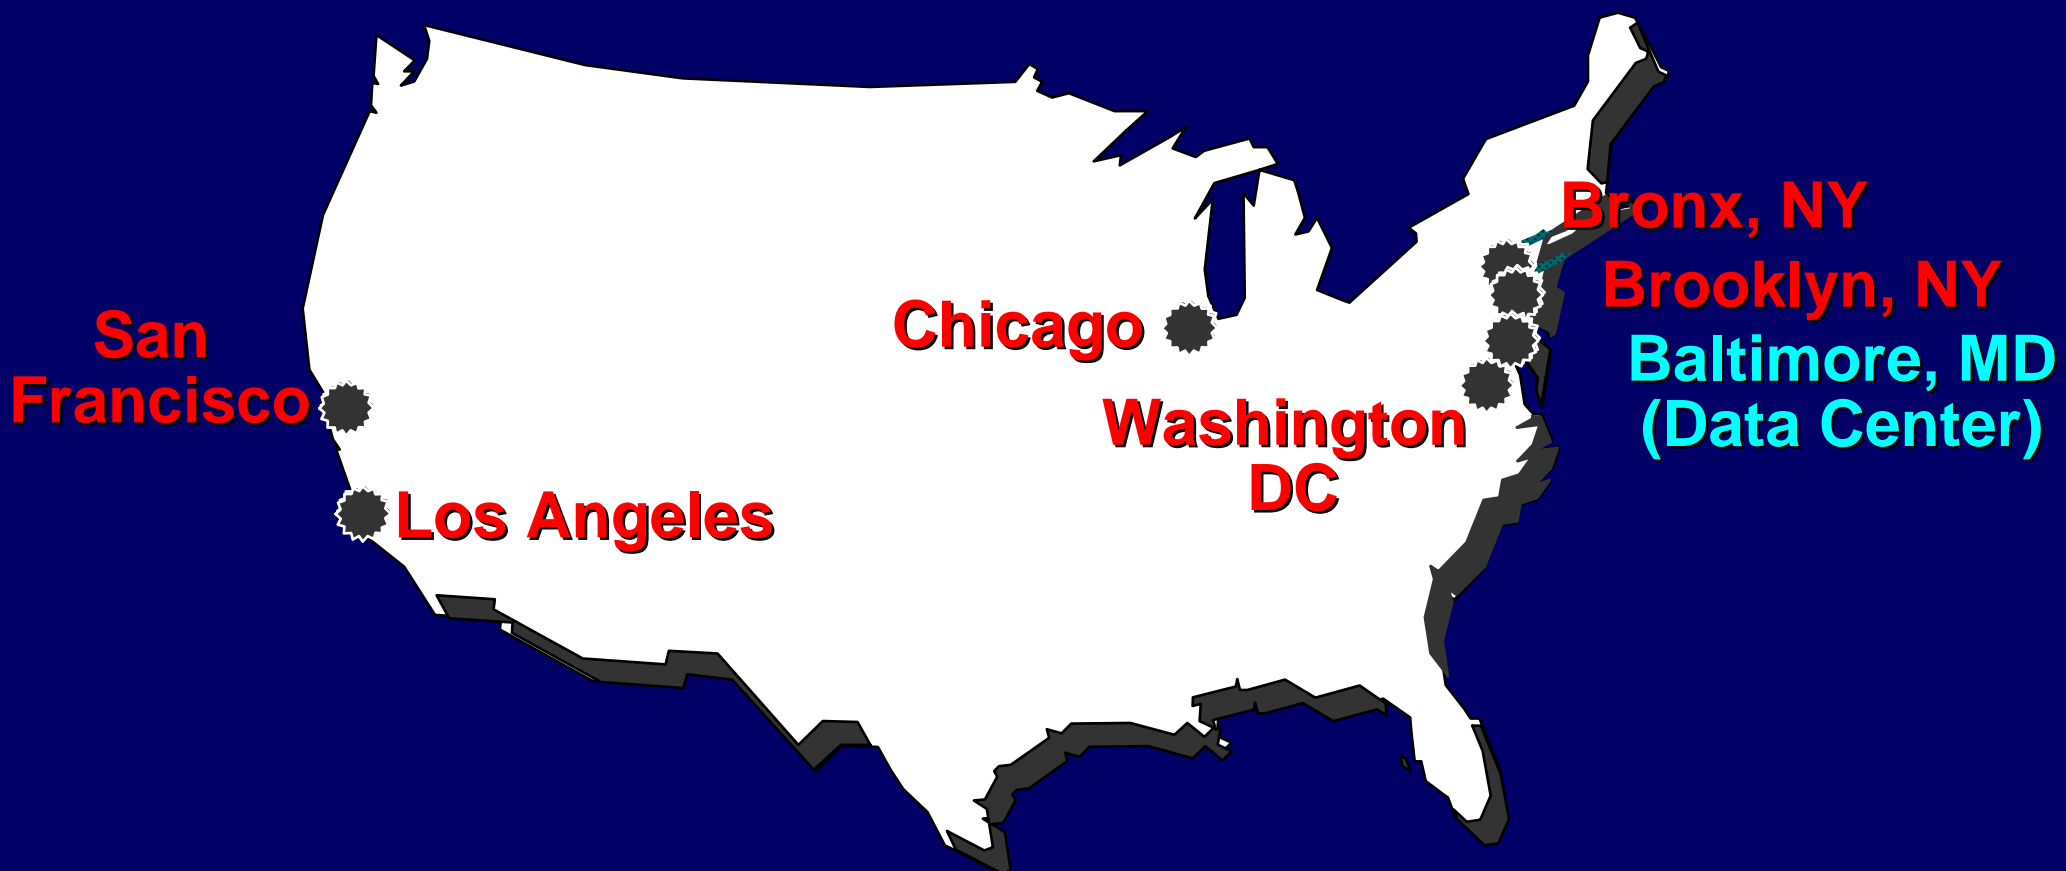 Bronx, NY
Brooklyn, NY
San
Francisco
Chicago
Baltimore, MD
(Data Center)
Washington
DC
Los Angeles